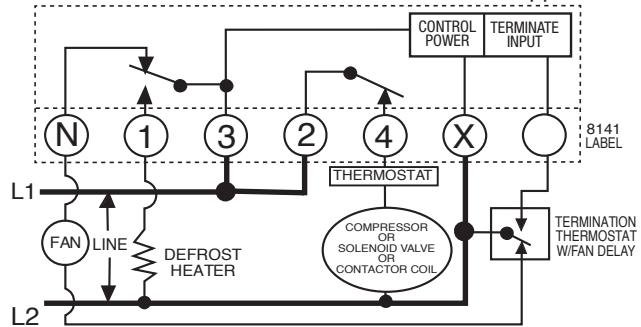 CONTROL
POWER
TERMINATE
INPUT
N
1
3
2
4
X
8141
LABEL
THERMOSTAT
L1
FAN
LINE
DEFROST
HEATER
COMPRESSOR
OR
SOLENOID VALVE
OR
CONTACTOR COIL
TERMINATION
THERMOSTAT
W/FAN DELAY
L2